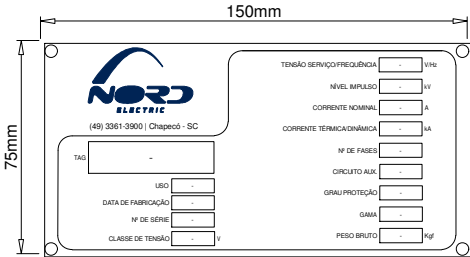 150mm
75mm
NORD
ELECTRIC
(49) 3361-3900 | Chapecó - SC
TAG -
USO -
DATA DE FABRICAÇÃO -
Nº DE SÉRIE -
CLASSE DE TENSÃO - V
TENSÃO SERVIÇO/FREQUÊNCIA - V/Hz
NÍVEL IMPULSO - kV
CORRENTE NOMINAL - A
CORRENTE TÉRMICA/DINÂMICA - kA
Nº DE FASES -
CIRCUITO AUX. -
GRAU PROTEÇÃO -
GAMA -
PESO BRUTO - Kgf